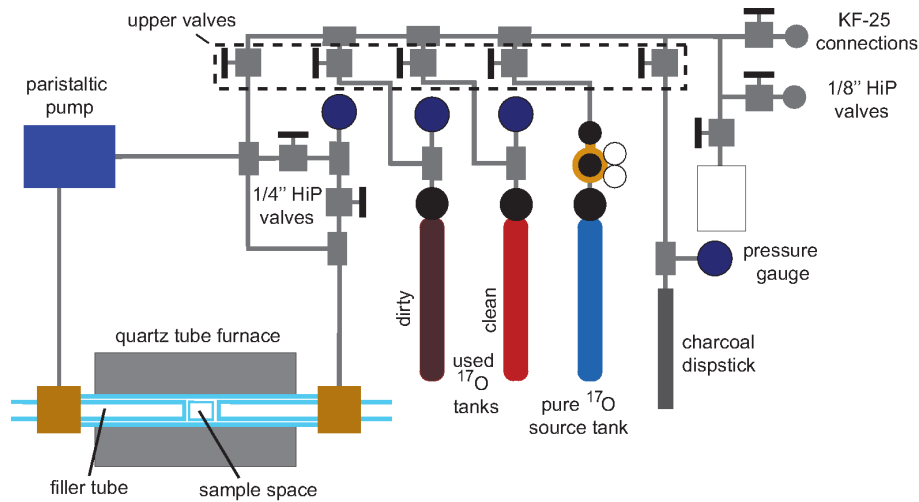 upper valves
KF-25
connections
paristaltic
pump
1/8'' HiP
valves
1/4'' HiP
valves
pressure
gauge
dirty
clean
quartz tube furnace
used
¹⁷O
tanks
charcoal
dispstick
pure ¹⁷O
source tank
filler tube
sample space